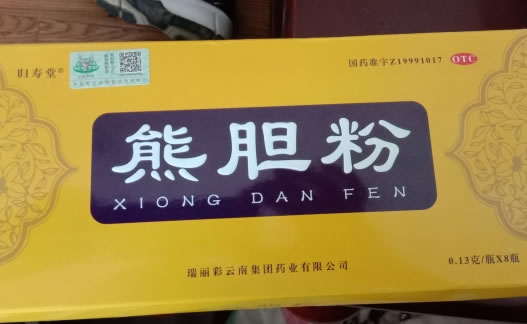 归寿堂®
国药准字Z19991017 OTC
熊胆粉
XIONG DAN FEN
0.13克/瓶X8瓶
瑞丽彩云南集团药业有限公司